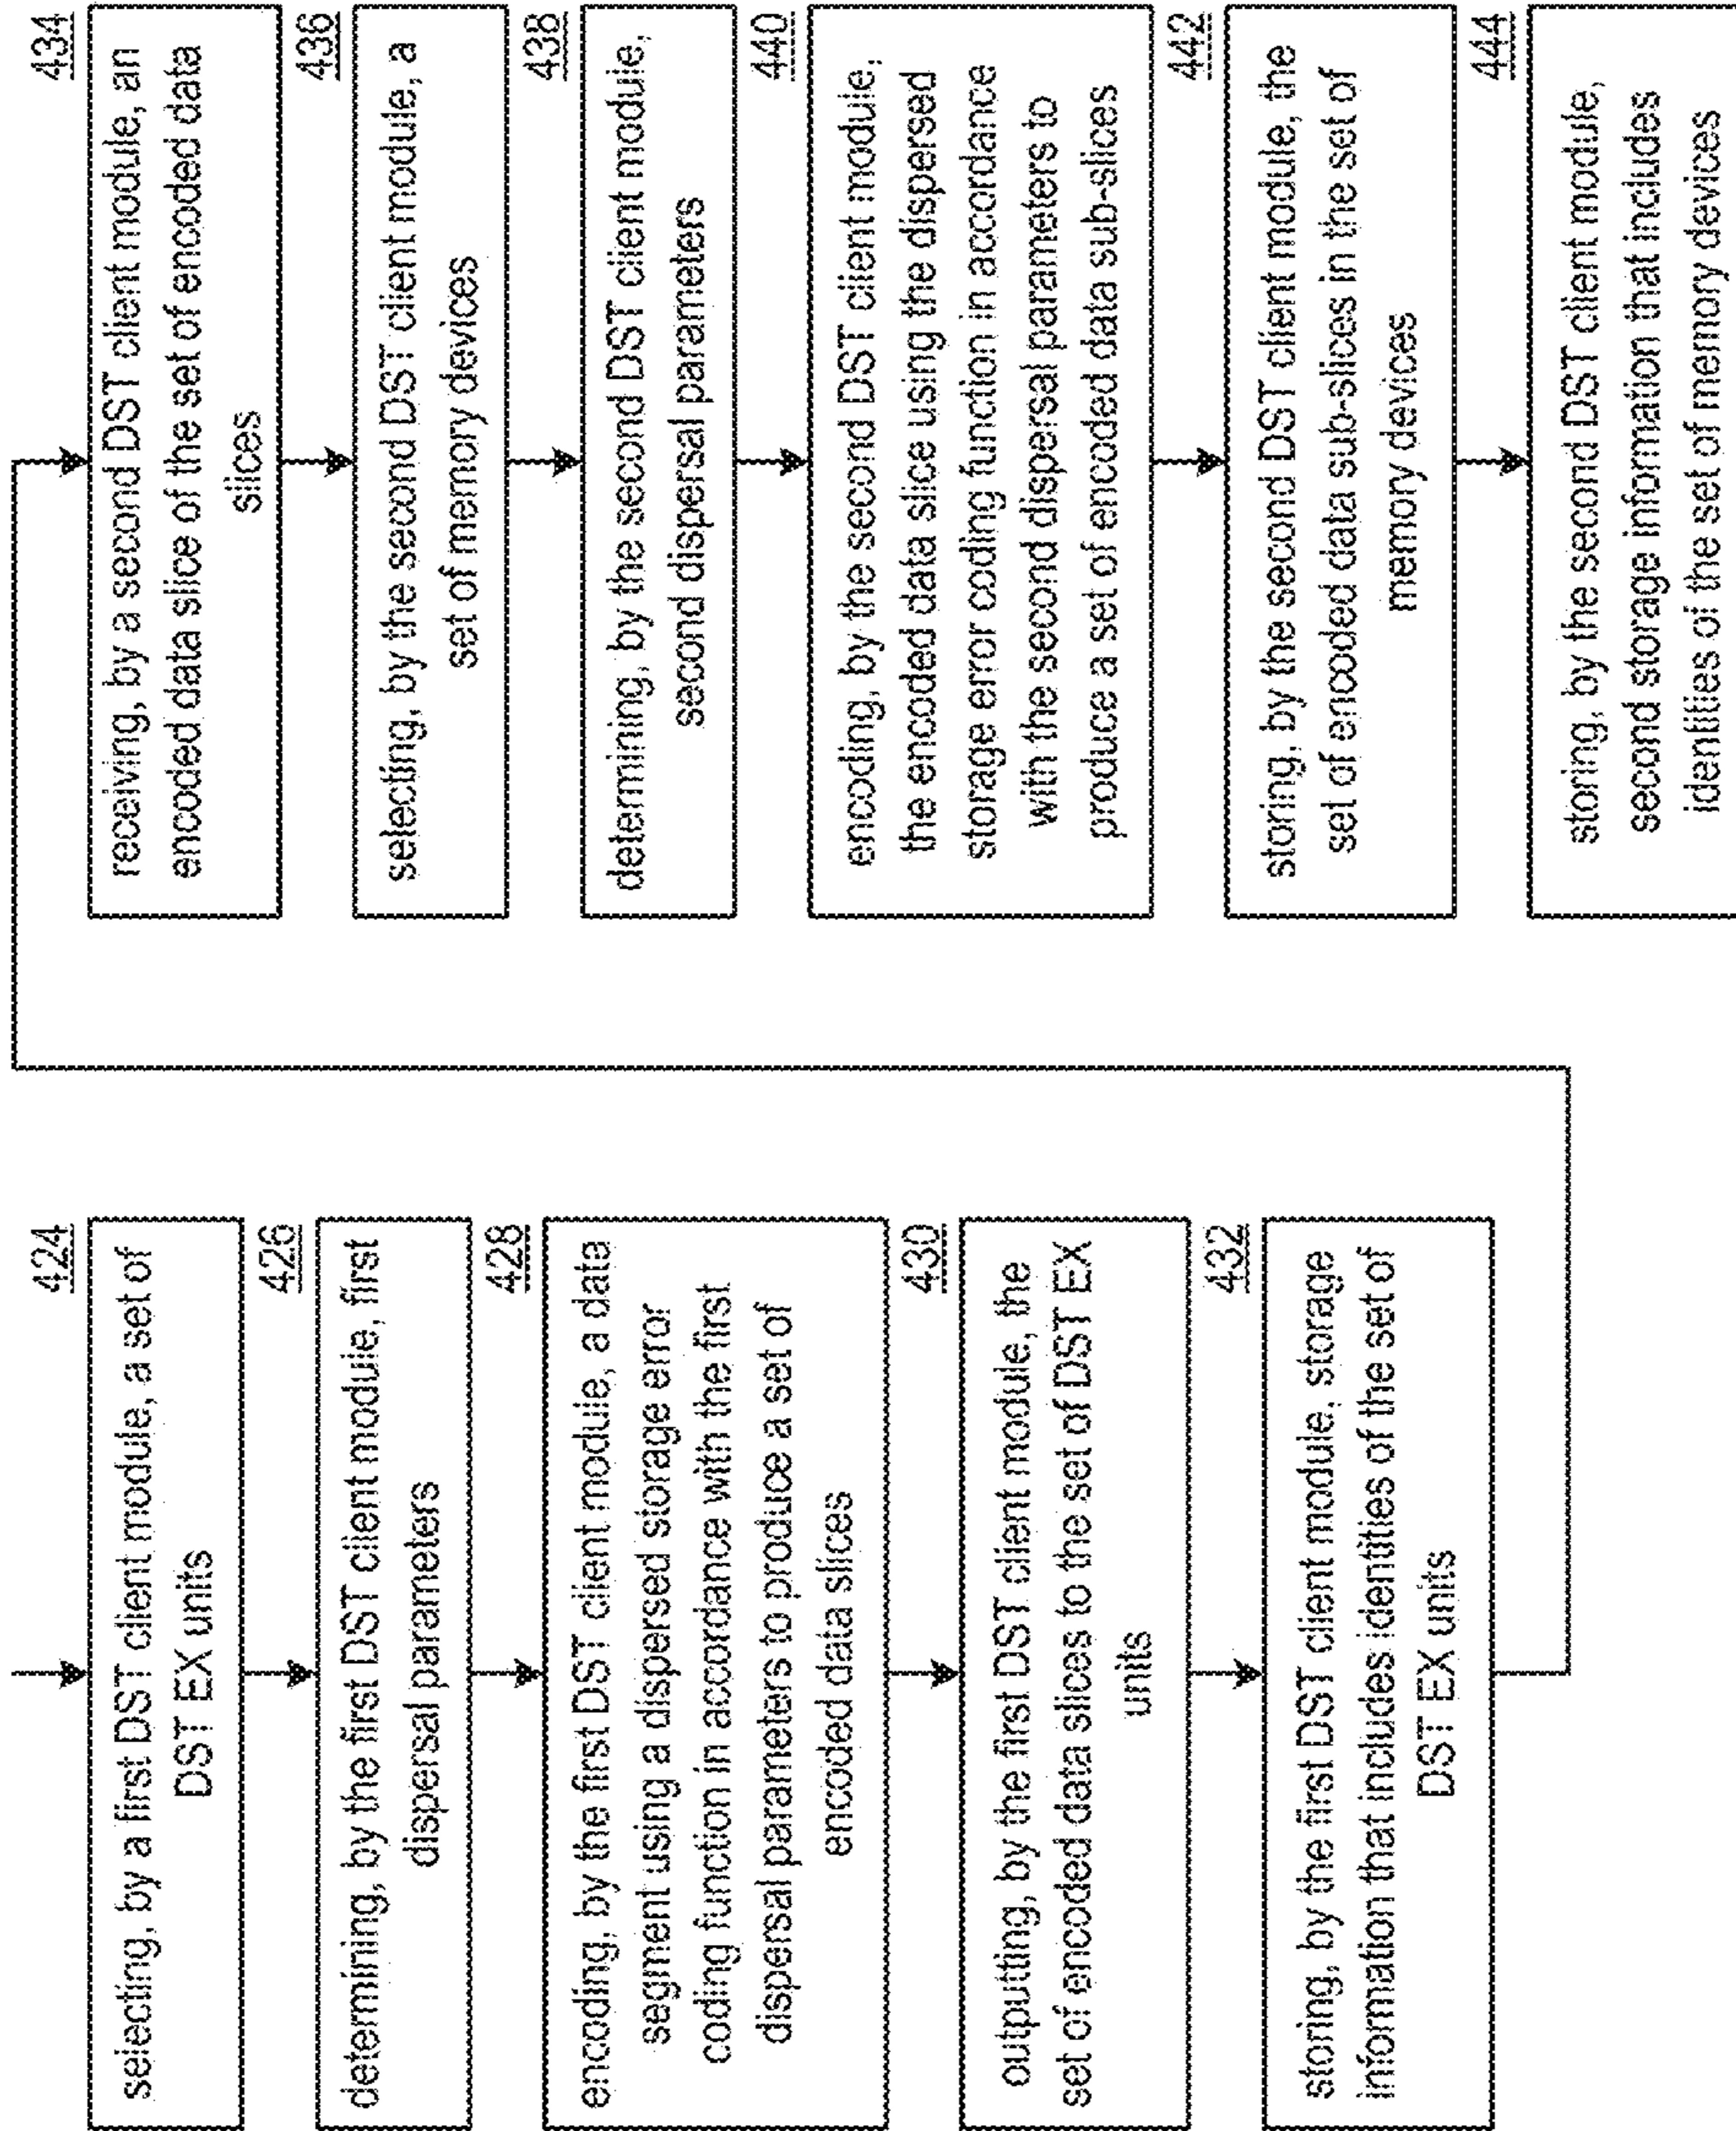 424
selecting, by a first DST client module, a set of
DST EX units
426
determining, by the first DST client module, first
dispersal parameters
428
encoding, by the first DST client module, a data
segment using a dispersed storage error
coding function in accordance with the first
dispersal parameters to produce a set of
encoded data slices
430
outputting, by the first DST client module, the
set of encoded data slices to the set of DST EX
units
432
storing, by the first DST client module, storage
information that includes identities of the set of
DST EX units
434
receiving, by a second DST client module, an
encoded data slice of the set of encoded data
slices
436
selecting, by the second DST client module, a
set of memory devices
438
determining, by the second DST client module,
second dispersal parameters
440
encoding, by the second DST client module,
the encoded data slice using the dispersed
storage error coding function in accordance
with the second dispersal parameters to
produce a set of encoded data sub-slices
442
storing, by the second DST client module, the
set of encoded data sub-slices in the set of
memory devices
444
storing, by the second DST client module,
second storage information that includes
identities of the set of memory devices